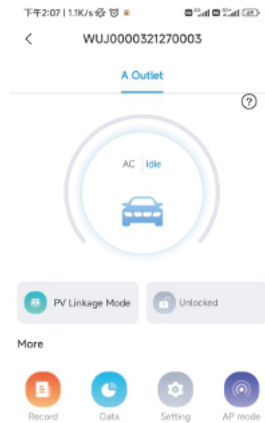 下午2:07 | 1.1K/s
WUJ0000321270003
A Outlet
?
AC | Idle
PV Linkage Mode
Unlocked
More
Record
Data
Setting
AP mode